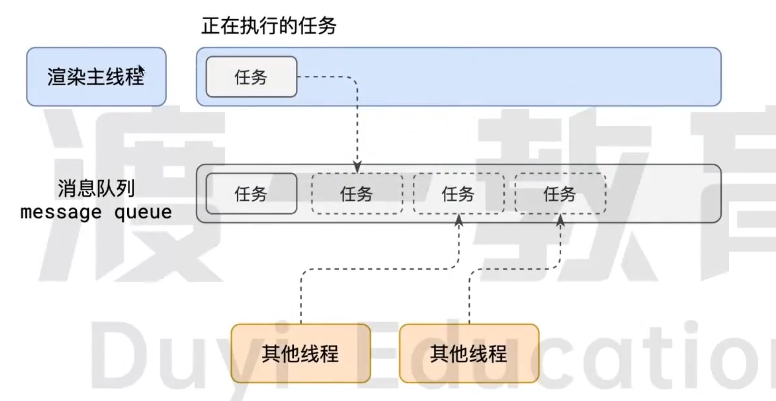 正在执行的任务
渲染主线程
任务
消息队列
message queue
任务
任务
任务
任务
其他线程
其他线程
渡一教育
Duyi Education